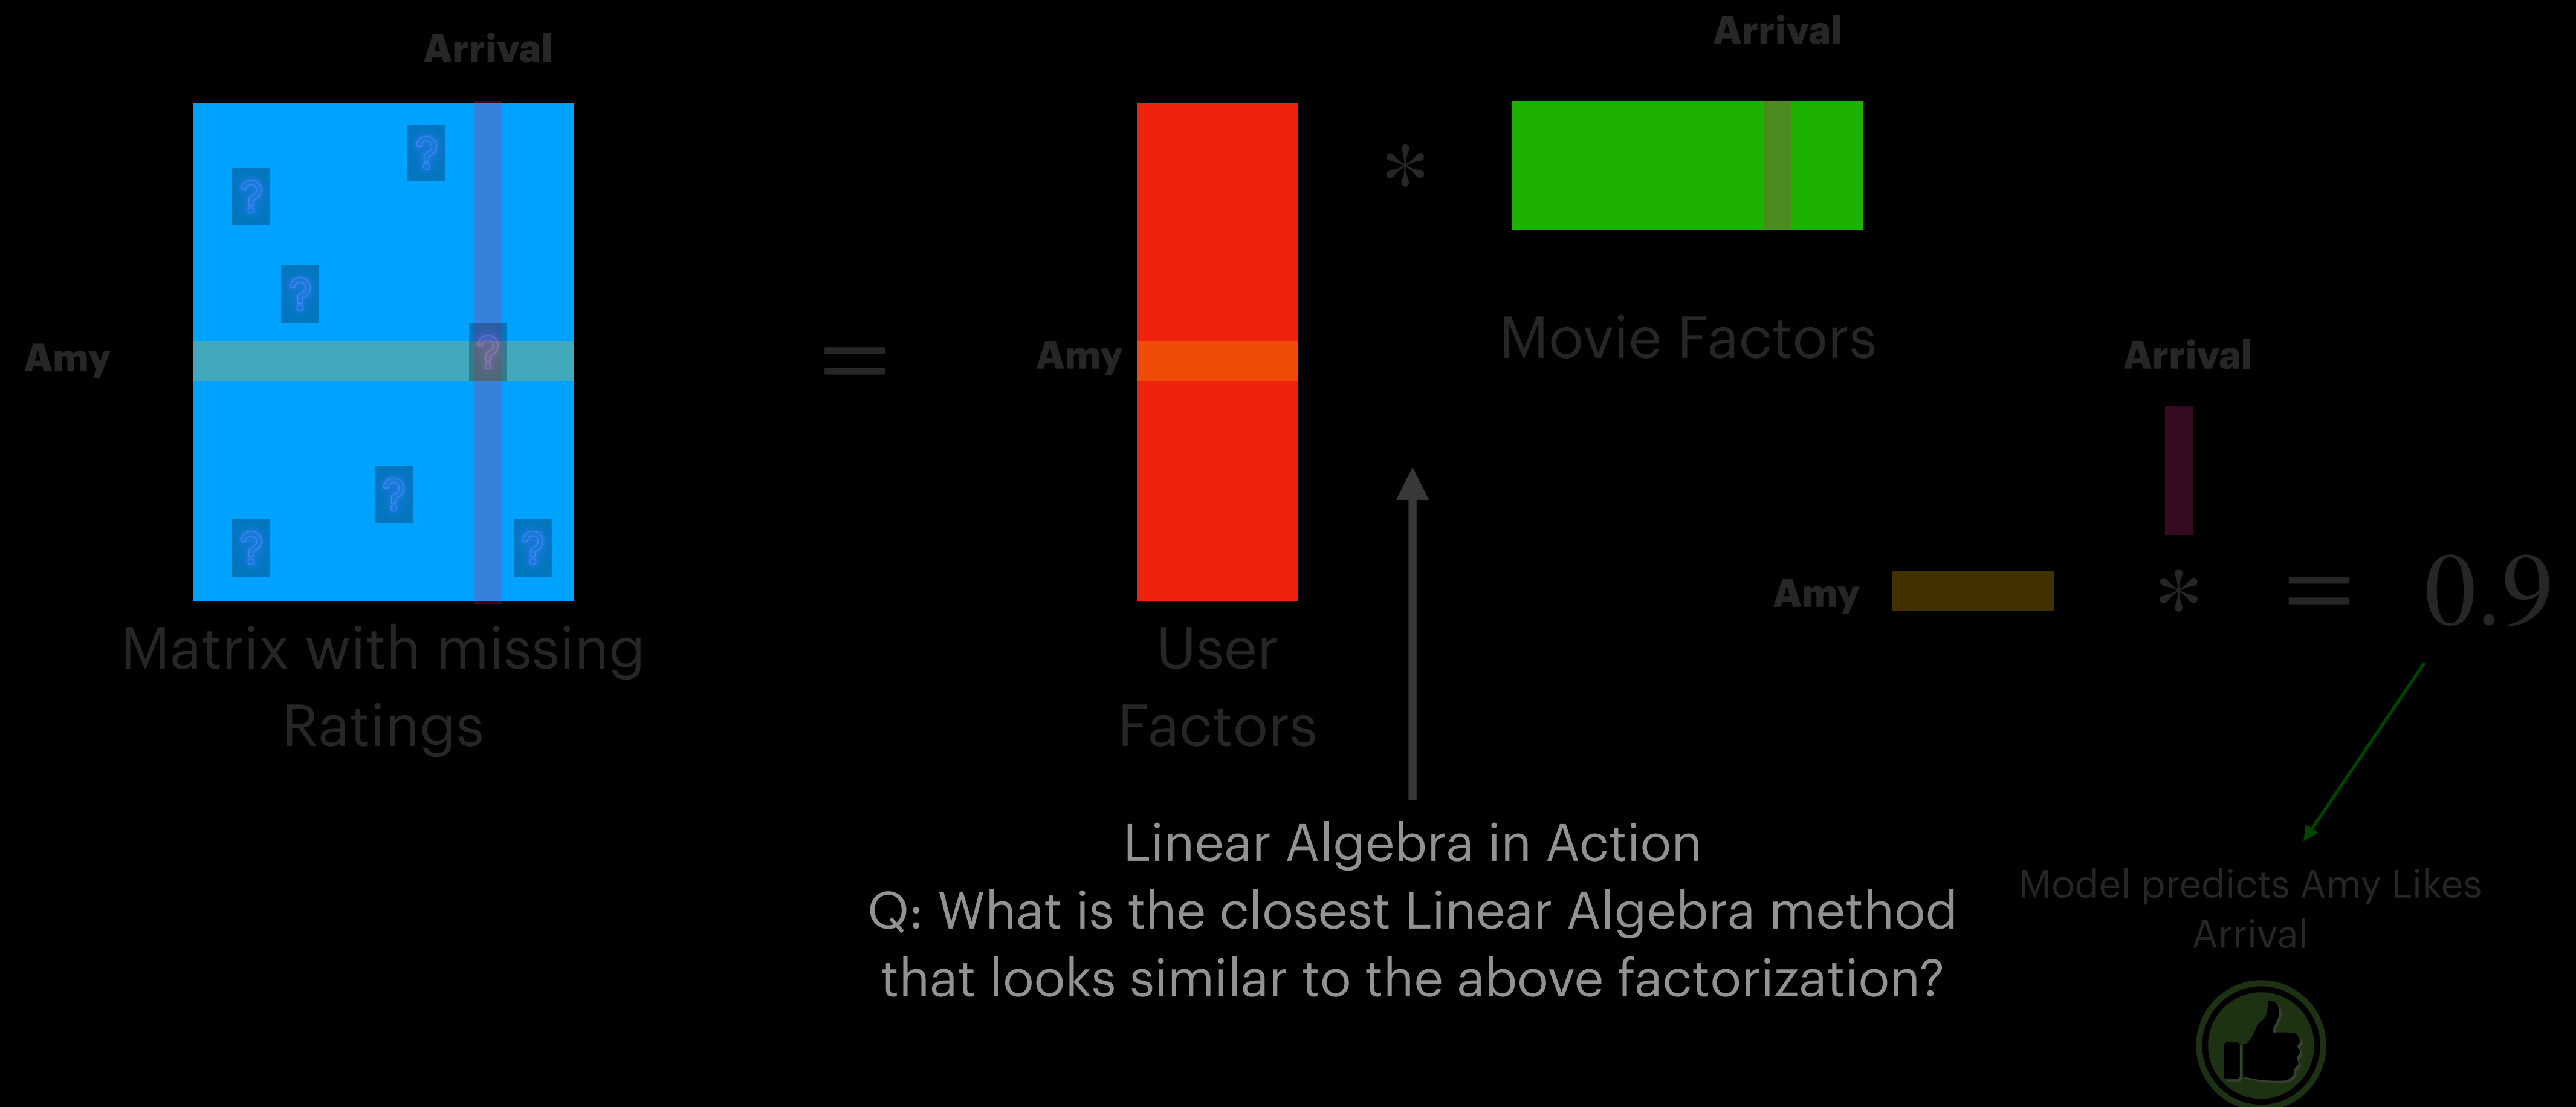 Arrival
Arrival
?
?
*
?
Movie Factors
Amy
?
=
Amy
Arrival
?
?
?
Amy
*
=
0.9
Matrix with missing
Ratings
User
Factors
Linear Algebra in Action
Q: What is the closest Linear Algebra method
that looks similar to the above factorization?
Model predicts Amy Likes
Arrival